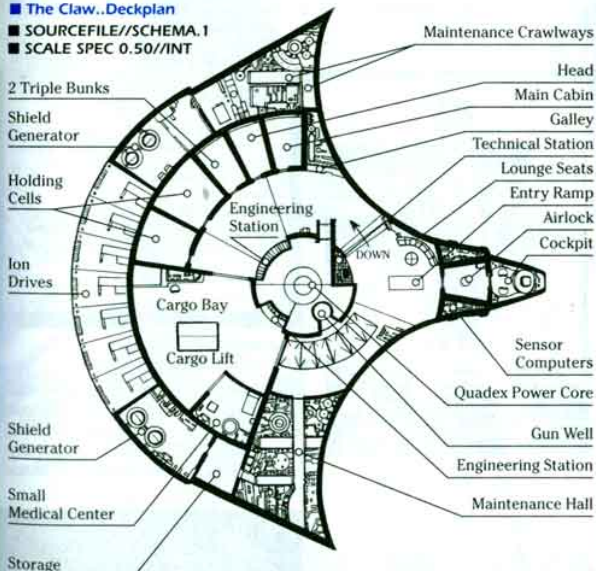 The Claw..Deckplan
SOURCEFILE//SCHEMA.1
SCALE SPEC 0.50//INT
2 Triple Bunks
Shield
Generator
Holding
Cells
Ion
Drives
Shield
Generator
Small
Medical Center
Storage
Engineering
Station
DOWN
Cargo Bay
Cargo Lift
Maintenance Crawlways
Head
Main Cabin
Galley
Technical Station
Lounge Seats
Entry Ramp
Airlock
Cockpit
Sensor
Computers
Quadex Power Core
Gun Well
Engineering Station
Maintenance Hall